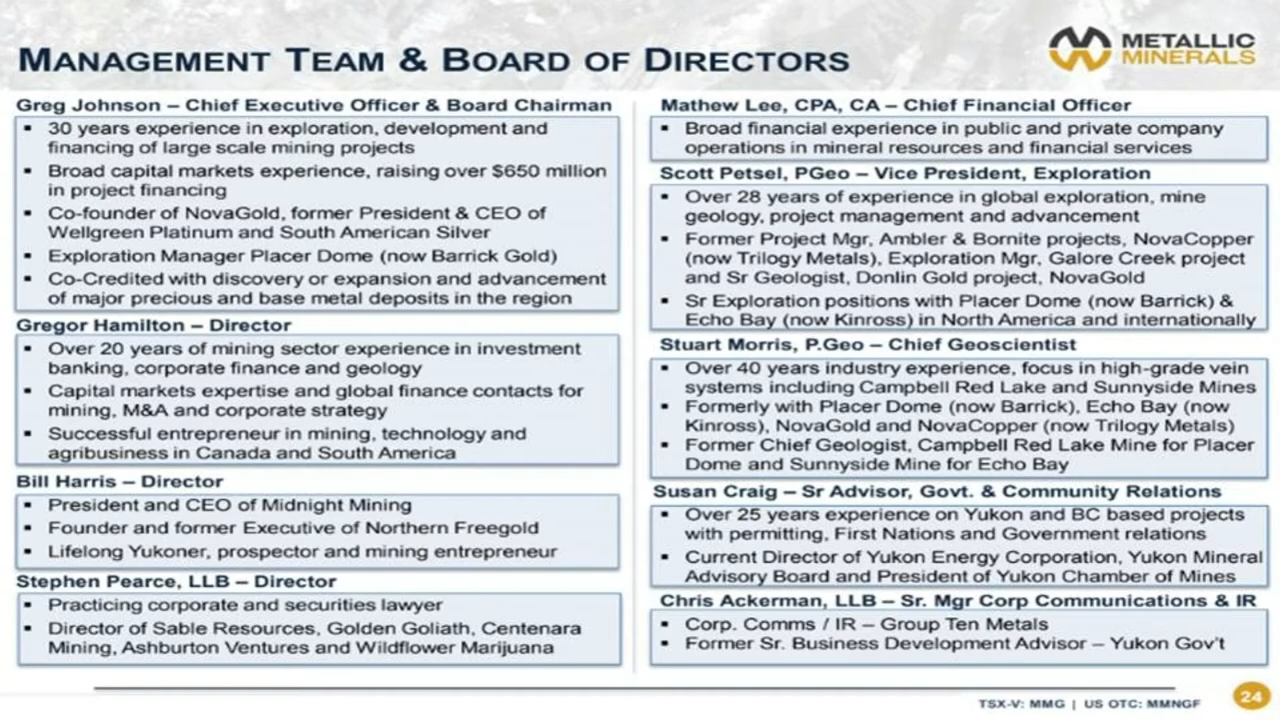 MANAGEMENT TEAM & BOARD OF DIRECTORS
METALLIC
MINERALS
Greg Johnson – Chief Executive Officer & Board Chairman
▪ 30 years experience in exploration, development and
financing of large scale mining projects
▪ Broad capital markets experience, raising over $650 million
in project financing
▪ Co-founder of NovaGold, former President & CEO of
Wellgreen Platinum and South American Silver
▪ Exploration Manager Placer Dome (now Barrick Gold)
▪ Co-Credited with discovery or expansion and advancement
of major precious and base metal deposits in the region
Gregor Hamilton – Director
▪ Over 20 years of mining sector experience in investment
banking, corporate finance and geology
▪ Capital markets expertise and global finance contacts for
mining, M&A and corporate strategy
▪ Successful entrepreneur in mining, technology and
agribusiness in Canada and South America
Bill Harris – Director
▪ President and CEO of Midnight Mining
▪ Founder and former Executive of Northern Freegold
▪ Lifelong Yukoner, prospector and mining entrepreneur
Stephen Pearce, LLB – Director
▪ Practicing corporate and securities lawyer
▪ Director of Sable Resources, Golden Goliath, Centenara
Mining, Ashburton Ventures and Wildflower Marijuana
Mathew Lee, CPA, CA – Chief Financial Officer
▪ Broad financial experience in public and private company
operations in mineral resources and financial services
Scott Petsel, PGeo – Vice President, Exploration
▪ Over 28 years of experience in global exploration, mine
geology, project management and advancement
▪ Former Project Mgr, Ambler & Bornite projects, NovaCopper
(now Trilogy Metals), Exploration Mgr, Galore Creek project
and Sr Geologist, Donlin Gold project, NovaGold
▪ Sr Exploration positions with Placer Dome (now Barrick) &
Echo Bay (now Kinross) in North America and internationally
Stuart Morris, P.Geo – Chief Geoscientist
▪ Over 40 years industry experience, focus in high-grade vein
systems including Campbell Red Lake and Sunnyside Mines
▪ Formerly with Placer Dome (now Barrick), Echo Bay (now
Kinross), NovaGold and NovaCopper (now Trilogy Metals)
▪ Former Chief Geologist, Campbell Red Lake Mine for Placer
Dome and Sunnyside Mine for Echo Bay
Susan Craig – Sr Advisor, Govt. & Community Relations
▪ Over 25 years experience on Yukon and BC based projects
with permitting, First Nations and Government relations
▪ Current Director of Yukon Energy Corporation, Yukon Mineral
Advisory Board and President of Yukon Chamber of Mines
Chris Ackerman, LLB – Sr. Mgr Corp Communications & IR
▪ Corp. Comms / IR – Group Ten Metals
▪ Former Sr. Business Development Advisor – Yukon Gov't
TSX-V: MMG | US OTC: MMNGF
24